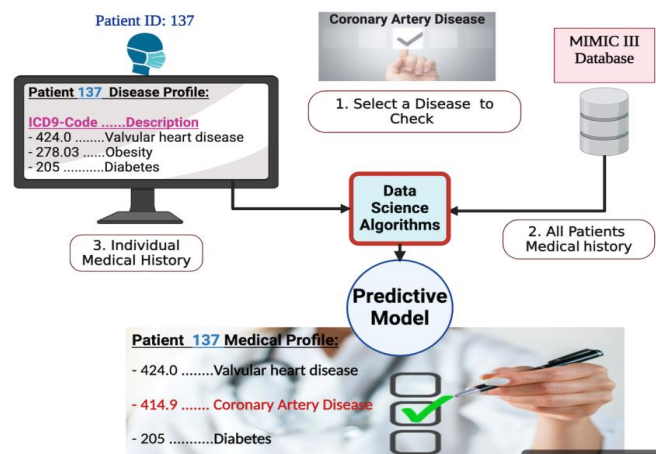 Patient ID: 137
Coronary Artery Disease
MIMIC III
Database
Patient 137 Disease Profile:
ICD9-Code ......Description
- 424.0 ........Valvular heart disease
- 278.03 ......Obesity
- 205 ...........Diabetes
1. Select a Disease to
Check
Data
Science
Algorithms
3. Individual
Medical History
2. All Patients
Medical history
Predictive
Model
Patient 137 Medical Profile:
- 424.0 ........Valvular heart disease
- 414.9 ....... Coronary Artery Disease
- 205 ...........Diabetes